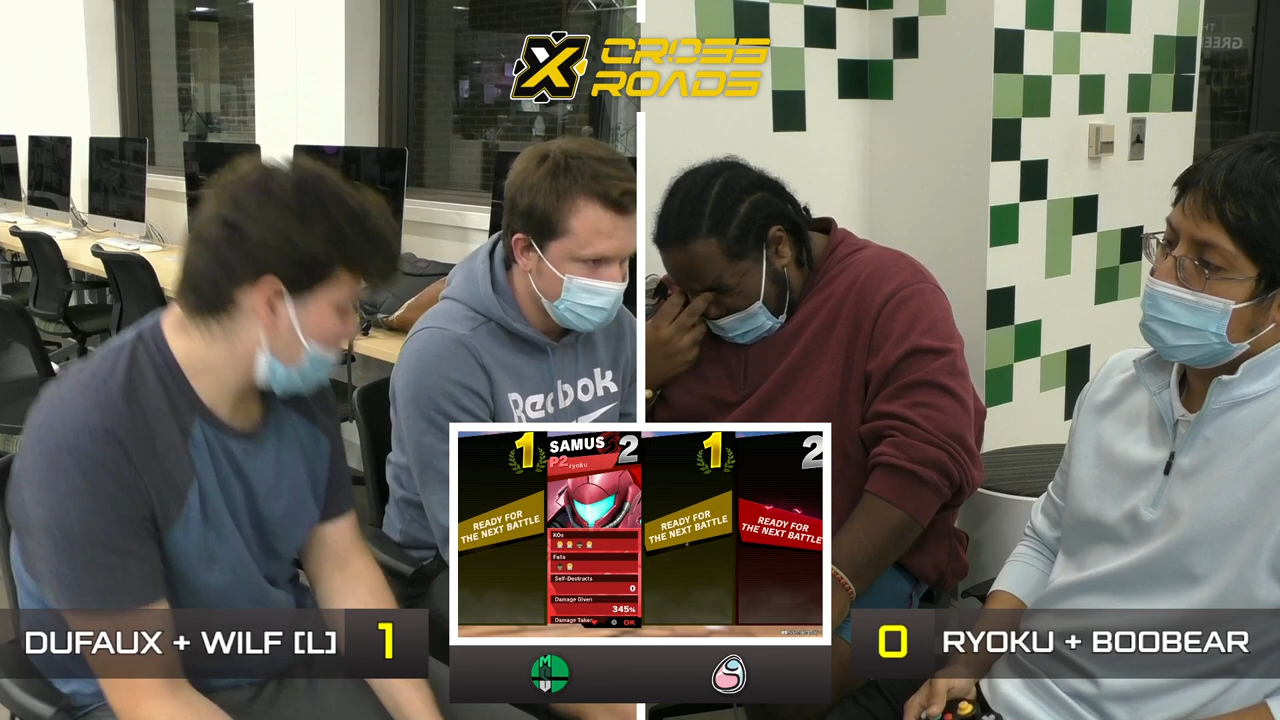 CROSS
ROADS
Reebok
1
SAMUS
2
P2 ryoku
1
2
READY FOR
THE NEXT BATTLE
KOs
Falls
Self-Destructs
0
Damage Given
345%
OK
READY FOR
THE NEXT BATTLE
READY FOR
THE NEXT BATTLE
DUFAUX + WILF [L] 1
0 RYOKU + BOOBEAR